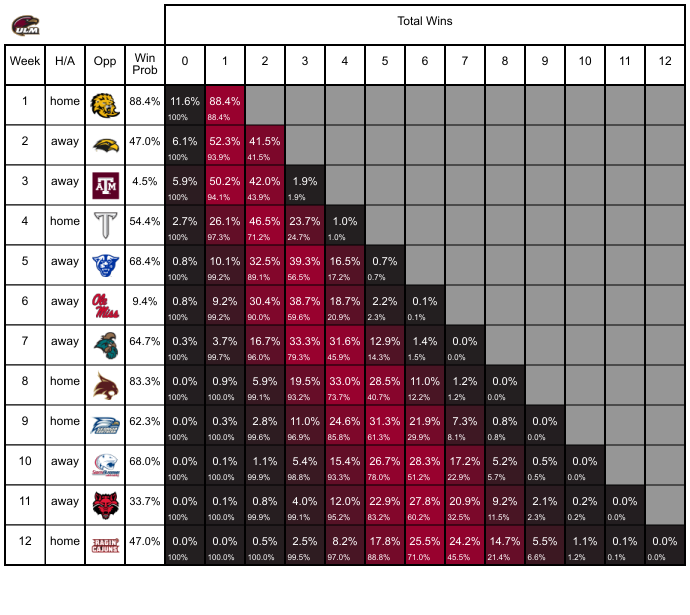 ULM
Total Wins
Week H/A Opp Win Prob 0 1 2 3 4 5 6 7 8 9 10 11 12
1 home 88.4% 11.6% 88.4%
100% 88.4%
2 away 47.0% 6.1% 52.3% 41.5%
100% 93.9% 41.5%
3 away ATM 4.5% 5.9% 50.2% 42.0% 1.9%
100% 94.1% 43.9% 1.9%
4 home T 54.4% 2.7% 26.1% 46.5% 23.7% 1.0%
100% 97.3% 71.2% 24.7% 1.0%
5 away 68.4% 0.8% 10.1% 32.5% 39.3% 16.5% 0.7%
100% 99.2% 89.1% 56.5% 17.2% 0.7%
6 away Ole Miss 9.4% 0.8% 9.2% 30.4% 38.7% 18.7% 2.2% 0.1%
100% 99.2% 90.0% 59.6% 20.9% 2.3% 0.1%
7 away 64.7% 0.3% 3.7% 16.7% 33.3% 31.6% 12.9% 1.4% 0.0%
100% 99.7% 96.0% 79.3% 45.9% 14.3% 1.5% 0.0%
8 home 83.3% 0.0% 0.9% 5.9% 19.5% 33.0% 28.5% 11.0% 1.2% 0.0%
100% 100.0% 99.1% 93.2% 73.7% 40.7% 12.2% 1.2% 0.0%
9 home 62.3% 0.0% 0.3% 2.8% 11.0% 24.6% 31.3% 21.9% 7.3% 0.8% 0.0%
100% 100.0% 99.6% 96.9% 85.8% 61.3% 29.9% 8.1% 0.8% 0.0%
10 away 68.0% 0.0% 0.1% 1.1% 5.4% 15.4% 26.7% 28.3% 17.2% 5.2% 0.5% 0.0%
100% 100.0% 99.9% 98.8% 93.3% 78.0% 51.2% 22.9% 5.7% 0.5% 0.0%
11 away 33.7% 0.0% 0.1% 0.8% 4.0% 12.0% 22.9% 27.8% 20.9% 9.2% 2.1% 0.2% 0.0%
100% 100.0% 99.9% 99.1% 95.2% 83.2% 60.2% 32.5% 11.5% 2.3% 0.2% 0.0%
12 home RAGIN CAJUNS 47.0% 0.0% 0.0% 0.5% 2.5% 8.2% 17.8% 25.5% 24.2% 14.7% 5.5% 1.1% 0.1% 0.0%
100% 100.0% 100.0% 99.5% 97.0% 88.8% 71.0% 45.5% 21.4% 6.6% 1.2% 0.1% 0.0%